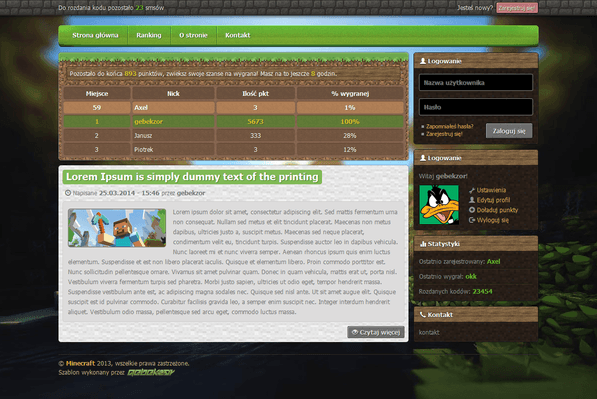 Do rozdania kodu pozostało 23 smsów
Jesteś nowy? Zarejestruj się!
Strona główna Ranking O stronie Kontakt
Pozostało do końca 893 punktów, zwiększ swoje szanse na wygraną! Masz na to jeszcze 8 godzin.
Miejsce Nick Ilość pkt % wygranej
59 Axel 3 1%
1 gebekzor 5673 100%
2 Janusz 333 28%
3 Piotrek 3 12%
Lorem Ipsum is simply dummy text of the printing
Napisane 25.03.2014 - 15:46 przez gebekzor
Lorem ipsum dolor sit amet, consectetur adipiscing elit. Sed mattis fermentum urna
non consequat. Nullam sed metus et elit tincidunt placerat. Maecenas non metus
dapibus, ultricies justo a, suscipit metus. Maecenas sed neque placerat,
condimentum velit eu, tincidunt turpis. Suspendisse auctor leo in dapibus vehicula.
Nunc laoreet mi et nunc viverra semper. Aenean rhoncus ipsum quis enim luctus
elementum. Suspendisse et est non libero placerat iaculis. Quisque et elementum libero. Proin commodo porttitor est.
Nunc sollicitudin pellentesque ornare. Vivamus sit amet pulvinar quam. Donec in quam vehicula, mattis erat ut, porta nisl.
Vestibulum viverra fermentum turpis sed pharetra. Morbi justo sapien, ultricies ut odio eget, tempor hendrerit massa.
Suspendisse vestibulum ante est, ac adipiscing magna sodales nec. Quisque sed nisl ante. Ut sit amet augue elit. Quisque
suscipit est id pulvinar commodo. Curabitur facilisis gravida leo, a semper enim suscipit nec. Integer interdum hendrerit
aliquet. Vestibulum odio massa, pellentesque sed arcu eget, commodo luctus massa.
Czytaj więcej
Logowanie
Nazwa użytkownika
Hasło
Zapomniałeś hasła?
Zarejestruj się!
Zaloguj się
Logowanie
Witaj gebekzor!
Ustawienia
Edytuj profil
Doładuj punkty
Wyloguj się
Statystyki
Ostatnio zarejestrowany: Axel
Ostatnio wygrał: okk
Rozdanych kodów: 23454
Kontakt
kontakt
© Minecraft 2013, wszelkie prawa zastrzeżone.
Szablon wykonany przez